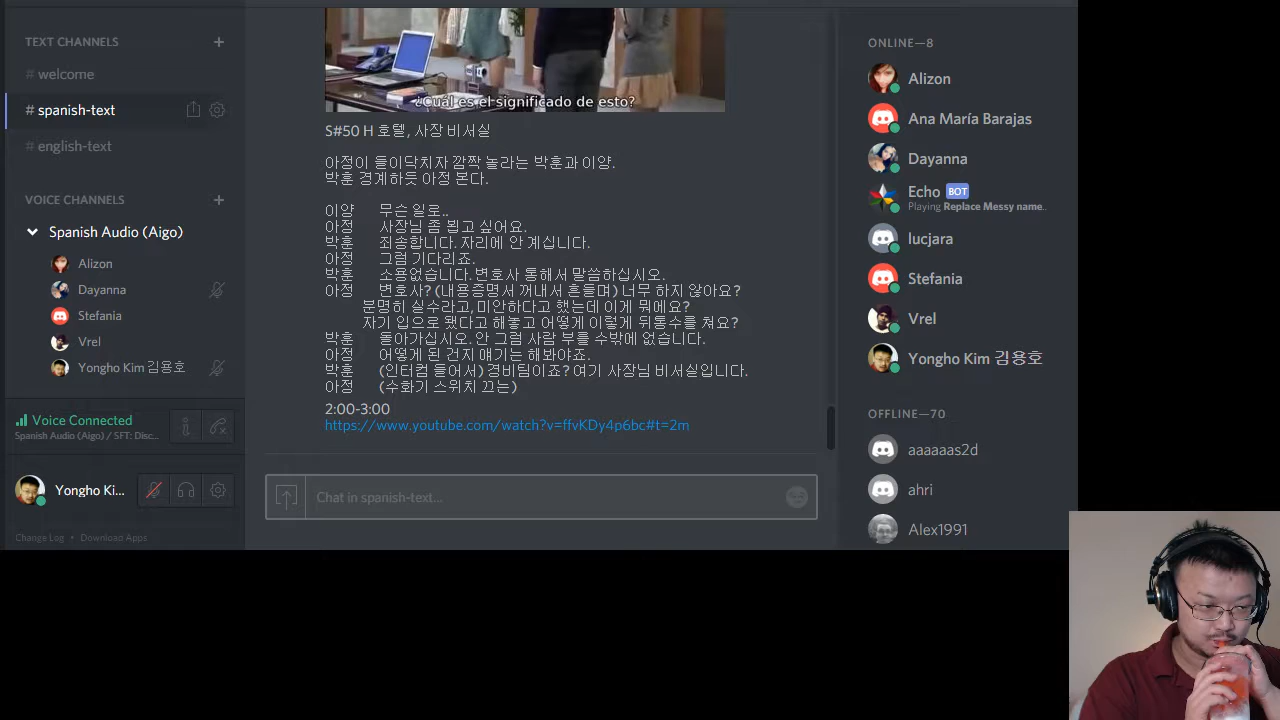 TEXT CHANNELS +
# welcome
# spanish-text
# english-text
VOICE CHANNELS +
Spanish Audio (Aigo)
Alizon
Dayanna
Stefania
Vrel
Yongho Kim 김용호
Voice Connected
Spanish Audio (Aigo) / SFT: Disc...
Yongho Ki...
Change Log • Download Apps
¿Cuál es el significado de esto?
S#50 H 호텔, 사장 비서실
아정이 들이닥치자 깜짝 놀라는 박훈과 이양.
박훈 경계하듯 아정 본다.
이양 무슨 일로..
아정 사장님 좀 뵙고 싶어요.
박훈 죄송합니다. 자리에 안 계십니다.
아정 그럼 기다리죠.
박훈 소용없습니다. 변호사 통해서 말씀하십시오.
아정 변호사? (내용증명서 꺼내서 흔들며) 너무 하지 않아요?
분명히 실수라고, 미안하다고 했는데 이게 뭐에요?
자기 입으로 됐다고 해놓고 어떻게 이렇게 뒤통수를 쳐요?
박훈 돌아가십시오. 안 그럼 사람 부를 수밖에 없습니다.
아정 어떻게 된 건지 얘기는 해봐야죠.
박훈 (인터컴 들어서) 경비팀이죠? 여기 사장님 비서실입니다.
아정 (수화기 스위치 끄는)
2:00-3:00
https://www.youtube.com/watch?v=ffvKDy4p6bc#t=2m
Chat in spanish-text...
ONLINE—8
Alizon
Ana María Barajas
Dayanna
Echo BOT
Playing Replace Messy name..
lucjara
Stefania
Vrel
Yongho Kim 김용호
OFFLINE—70
aaaaaas2d
ahri
Alex1991